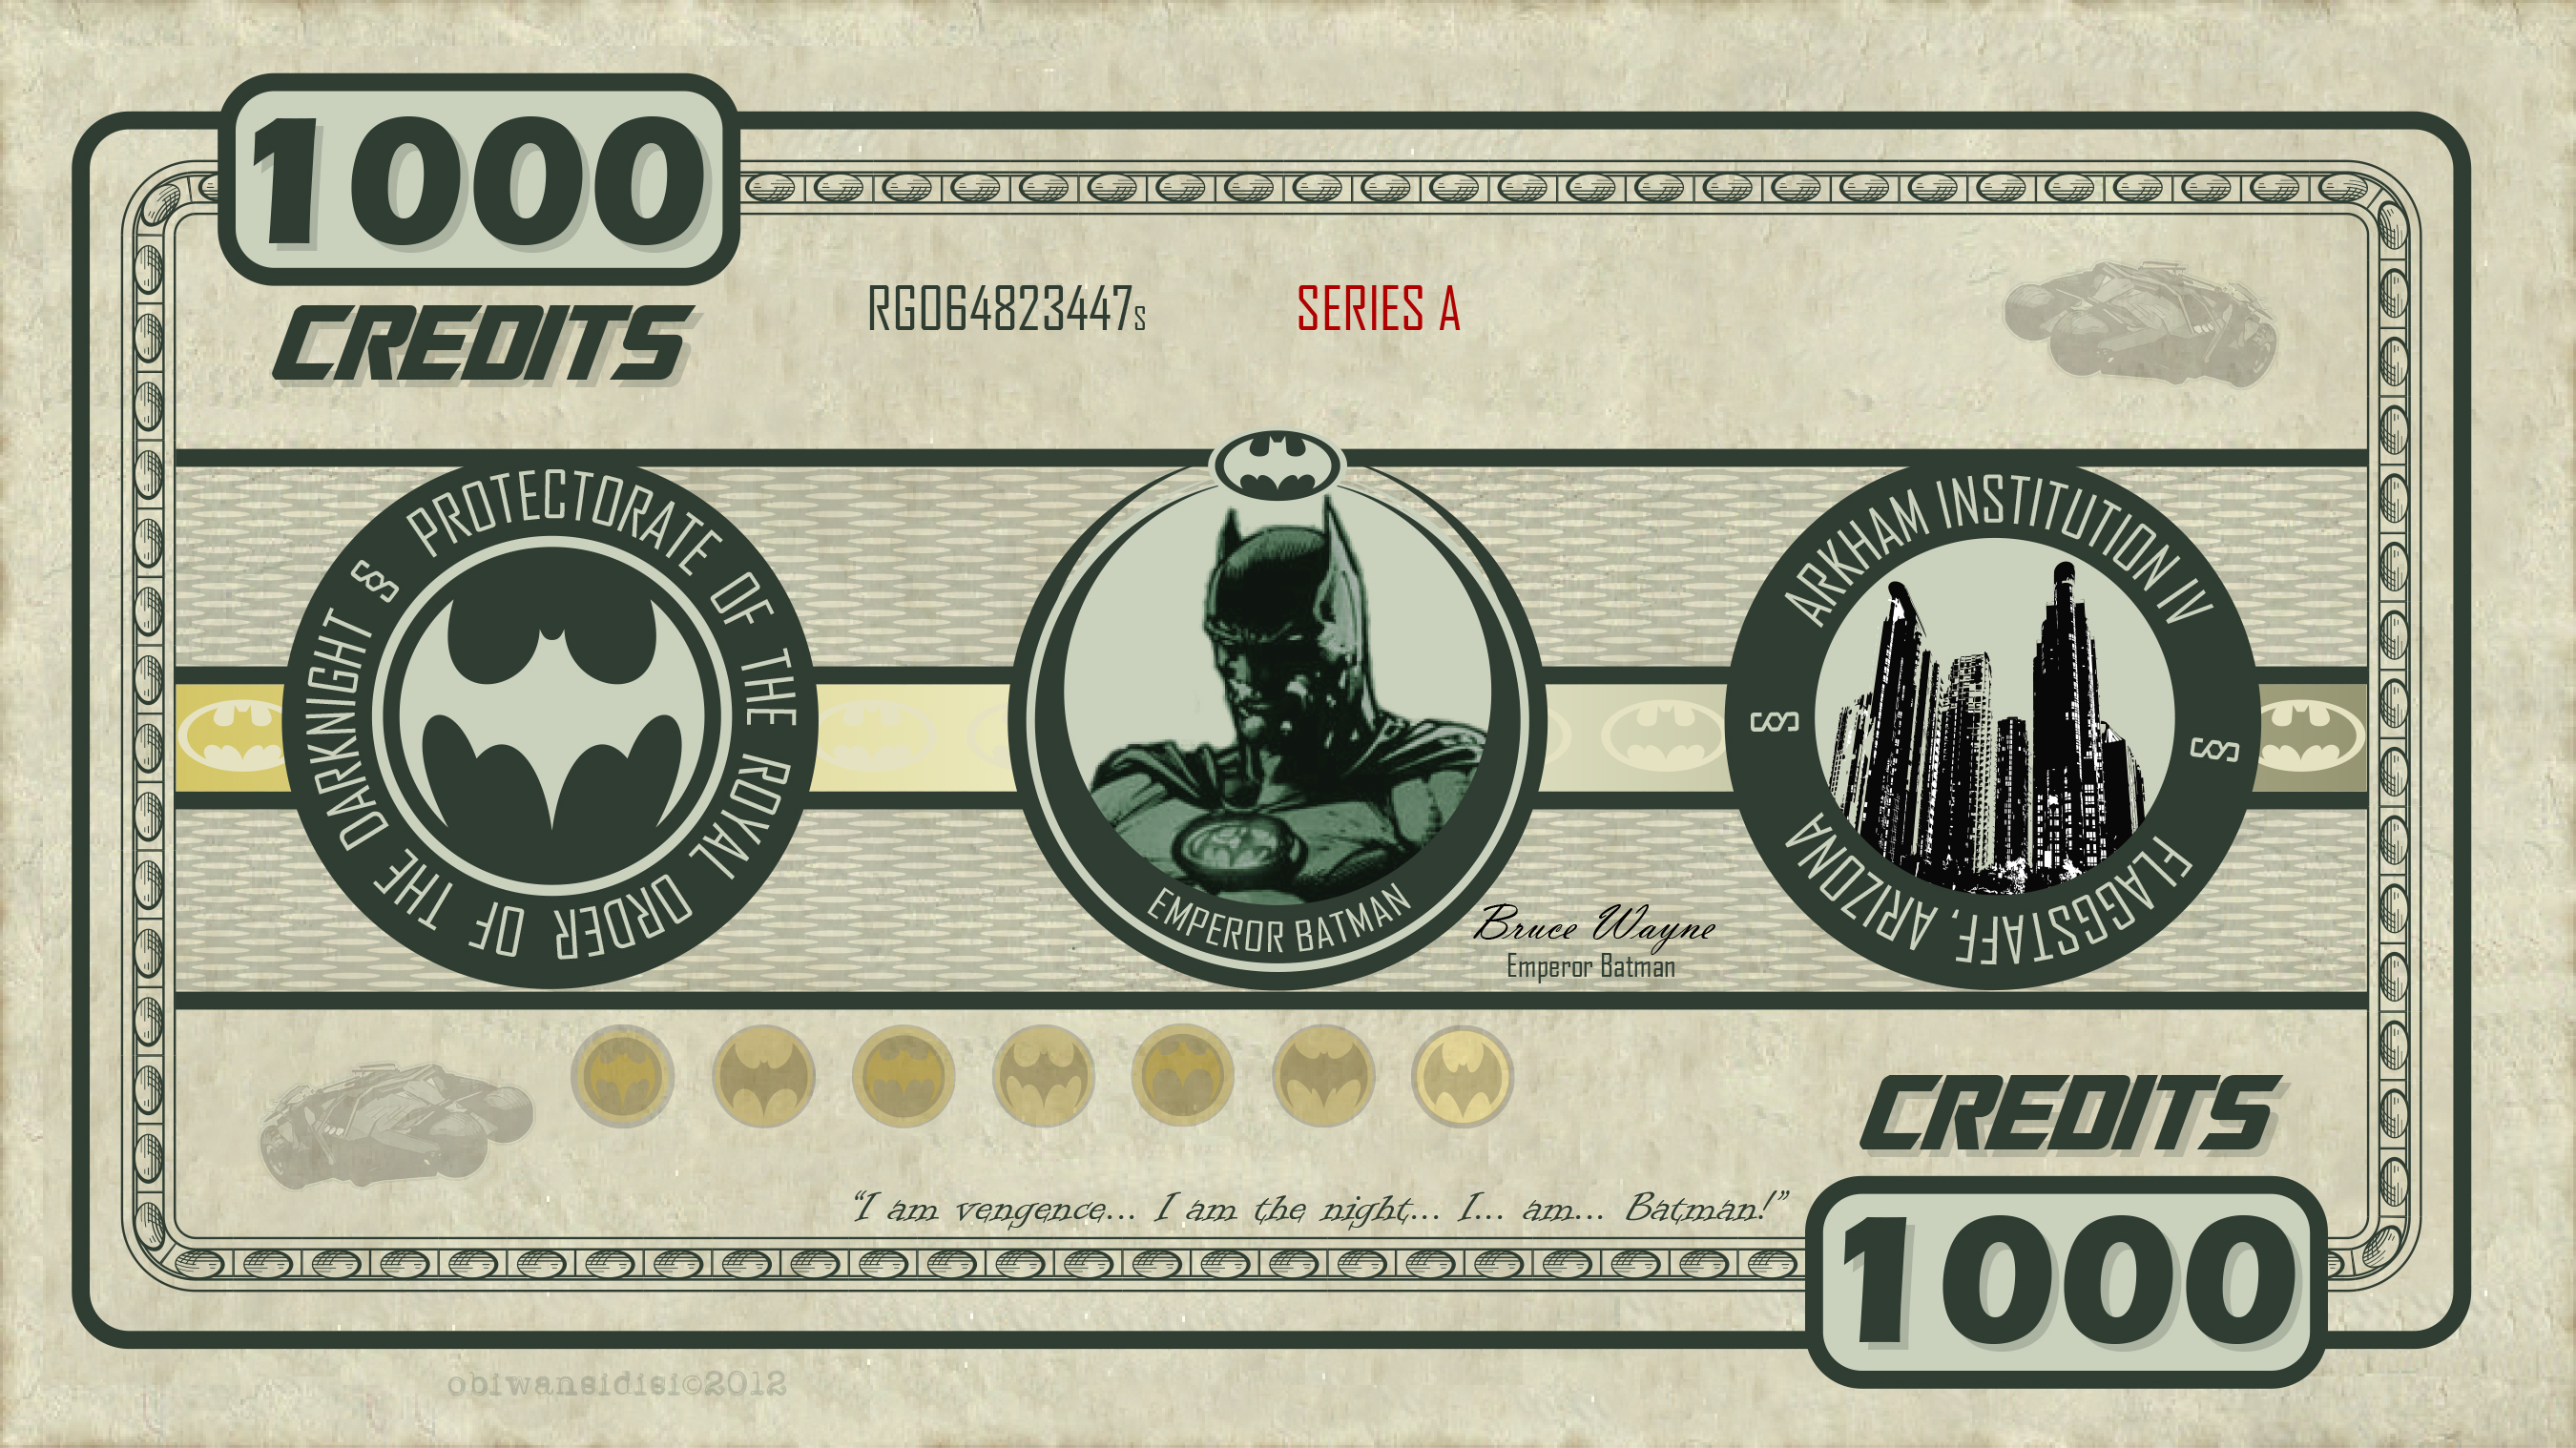 1000
CREDITS
RG064823447s
SERIES A
PROTECTORATE OF THE ROYAL ORDER OF THE DARKNIGHT §
EMPEROR BATMAN
Bruce Wayne
Emperor Batman
ARKHAM INSTITUTION IV
§ §
FLAGGSTAFF, ARIZONA
CREDITS
1000
“I am vengence... I am the night... I... am... Batman!”
obiwansidisi©2012